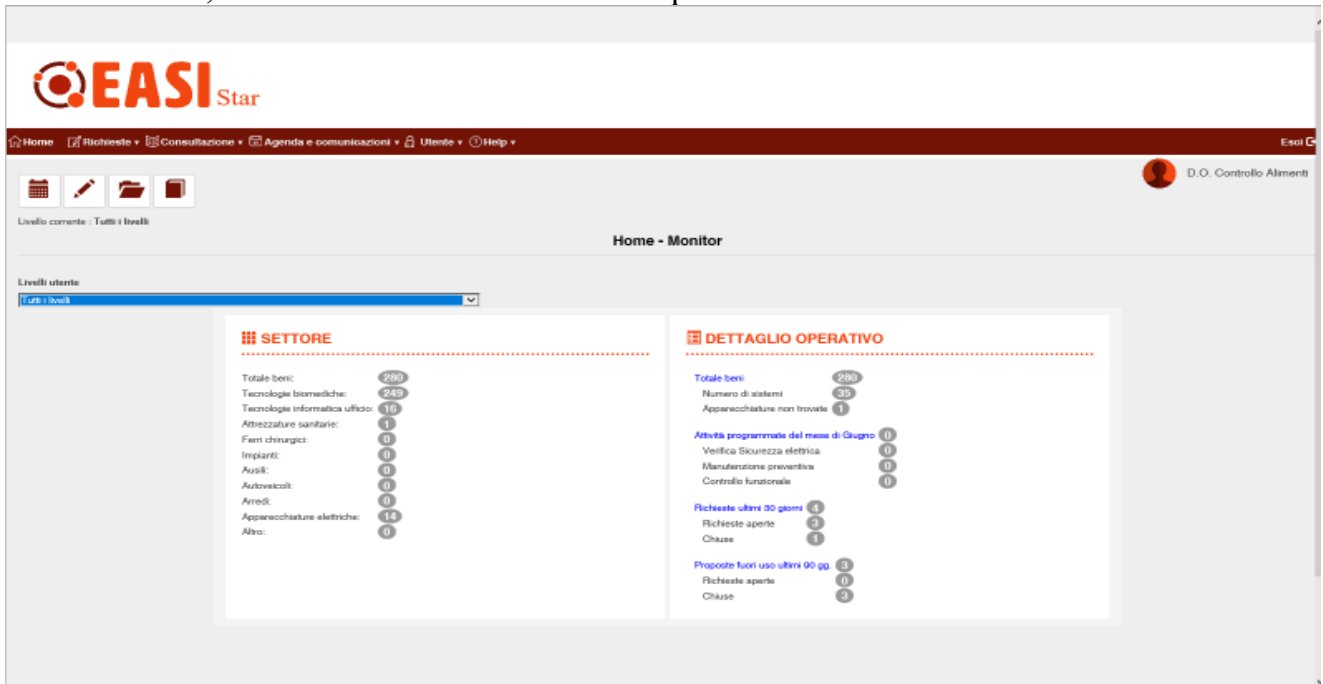 EASI Star
Home Richieste Consultazione Agenda e comunicazioni Utente Help Esci
D.O. Controllo Alimenti
Livello corrente : Tutti i livelli
Home - Monitor
Livelli utente
Tutti i livelli
SETTORE
Totale beni: 280
Tecnologie biomediche: 249
Tecnologie informatica ufficio: 16
Attrezzature sanitarie: 1
Ferri chirurgici: 0
Impianti: 0
Ausili: 0
Autoveicoli: 0
Arredi: 0
Apparecchiature elettriche: 14
Altro: 0
DETTAGLIO OPERATIVO
Totale beni 280
Numero di sistemi 35
Apparecchiature non trovate 1
Attività programmate del mese di Giugno 0
Verifica Sicurezza elettrica 0
Manutenzione preventiva 0
Controllo funzionale 0
Richieste ultimi 30 giorni 4
Richieste aperte 3
Chiuse 1
Proposte fuori uso ultimi 90 gg. 3
Richieste aperte 0
Chiuse 3